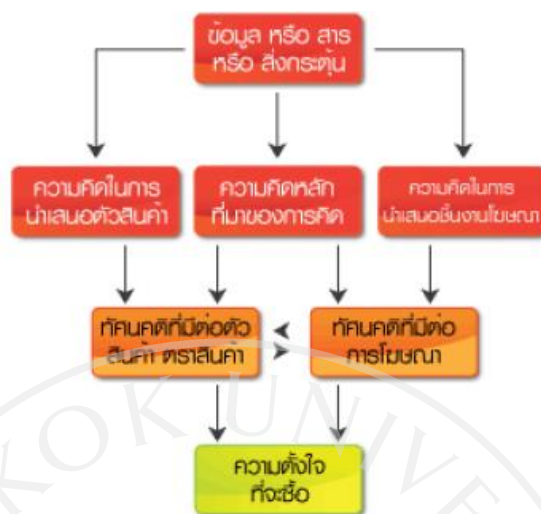 ข้อมูล หรือ สาร
หรือ สิ่งกระตุ้น
ความคิดในการ
นำเสนอตัวสินค้า
ความคิดหลัก
ที่มาของการคิด
ความคิดในการ
นำเสนอชิ้นงานโฆษณา
ทัศนคติที่มีต่อตัว
สินค้า ตราสินค้า
ทัศนคติที่มีต่อ
การโฆษณา
ความตั้งใจ
ที่จะซื้อ
KOK UNIVE